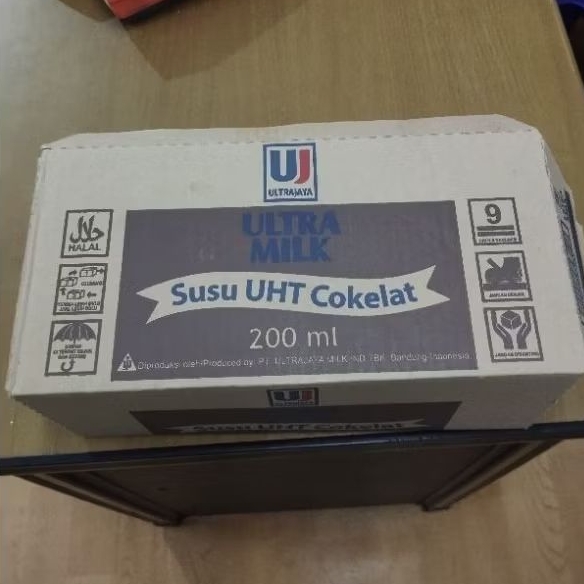 UJ
ULTRAJAYA
حلال
HALAL
ULTRA
MILK
Susu UHT Cokelat
200 ml
Diproduksi oleh/Produced by: PT. ULTRAJAYA MILK IND. TBK. Bandung-Indonesia
9
UJ
Susu UHT Cokelat